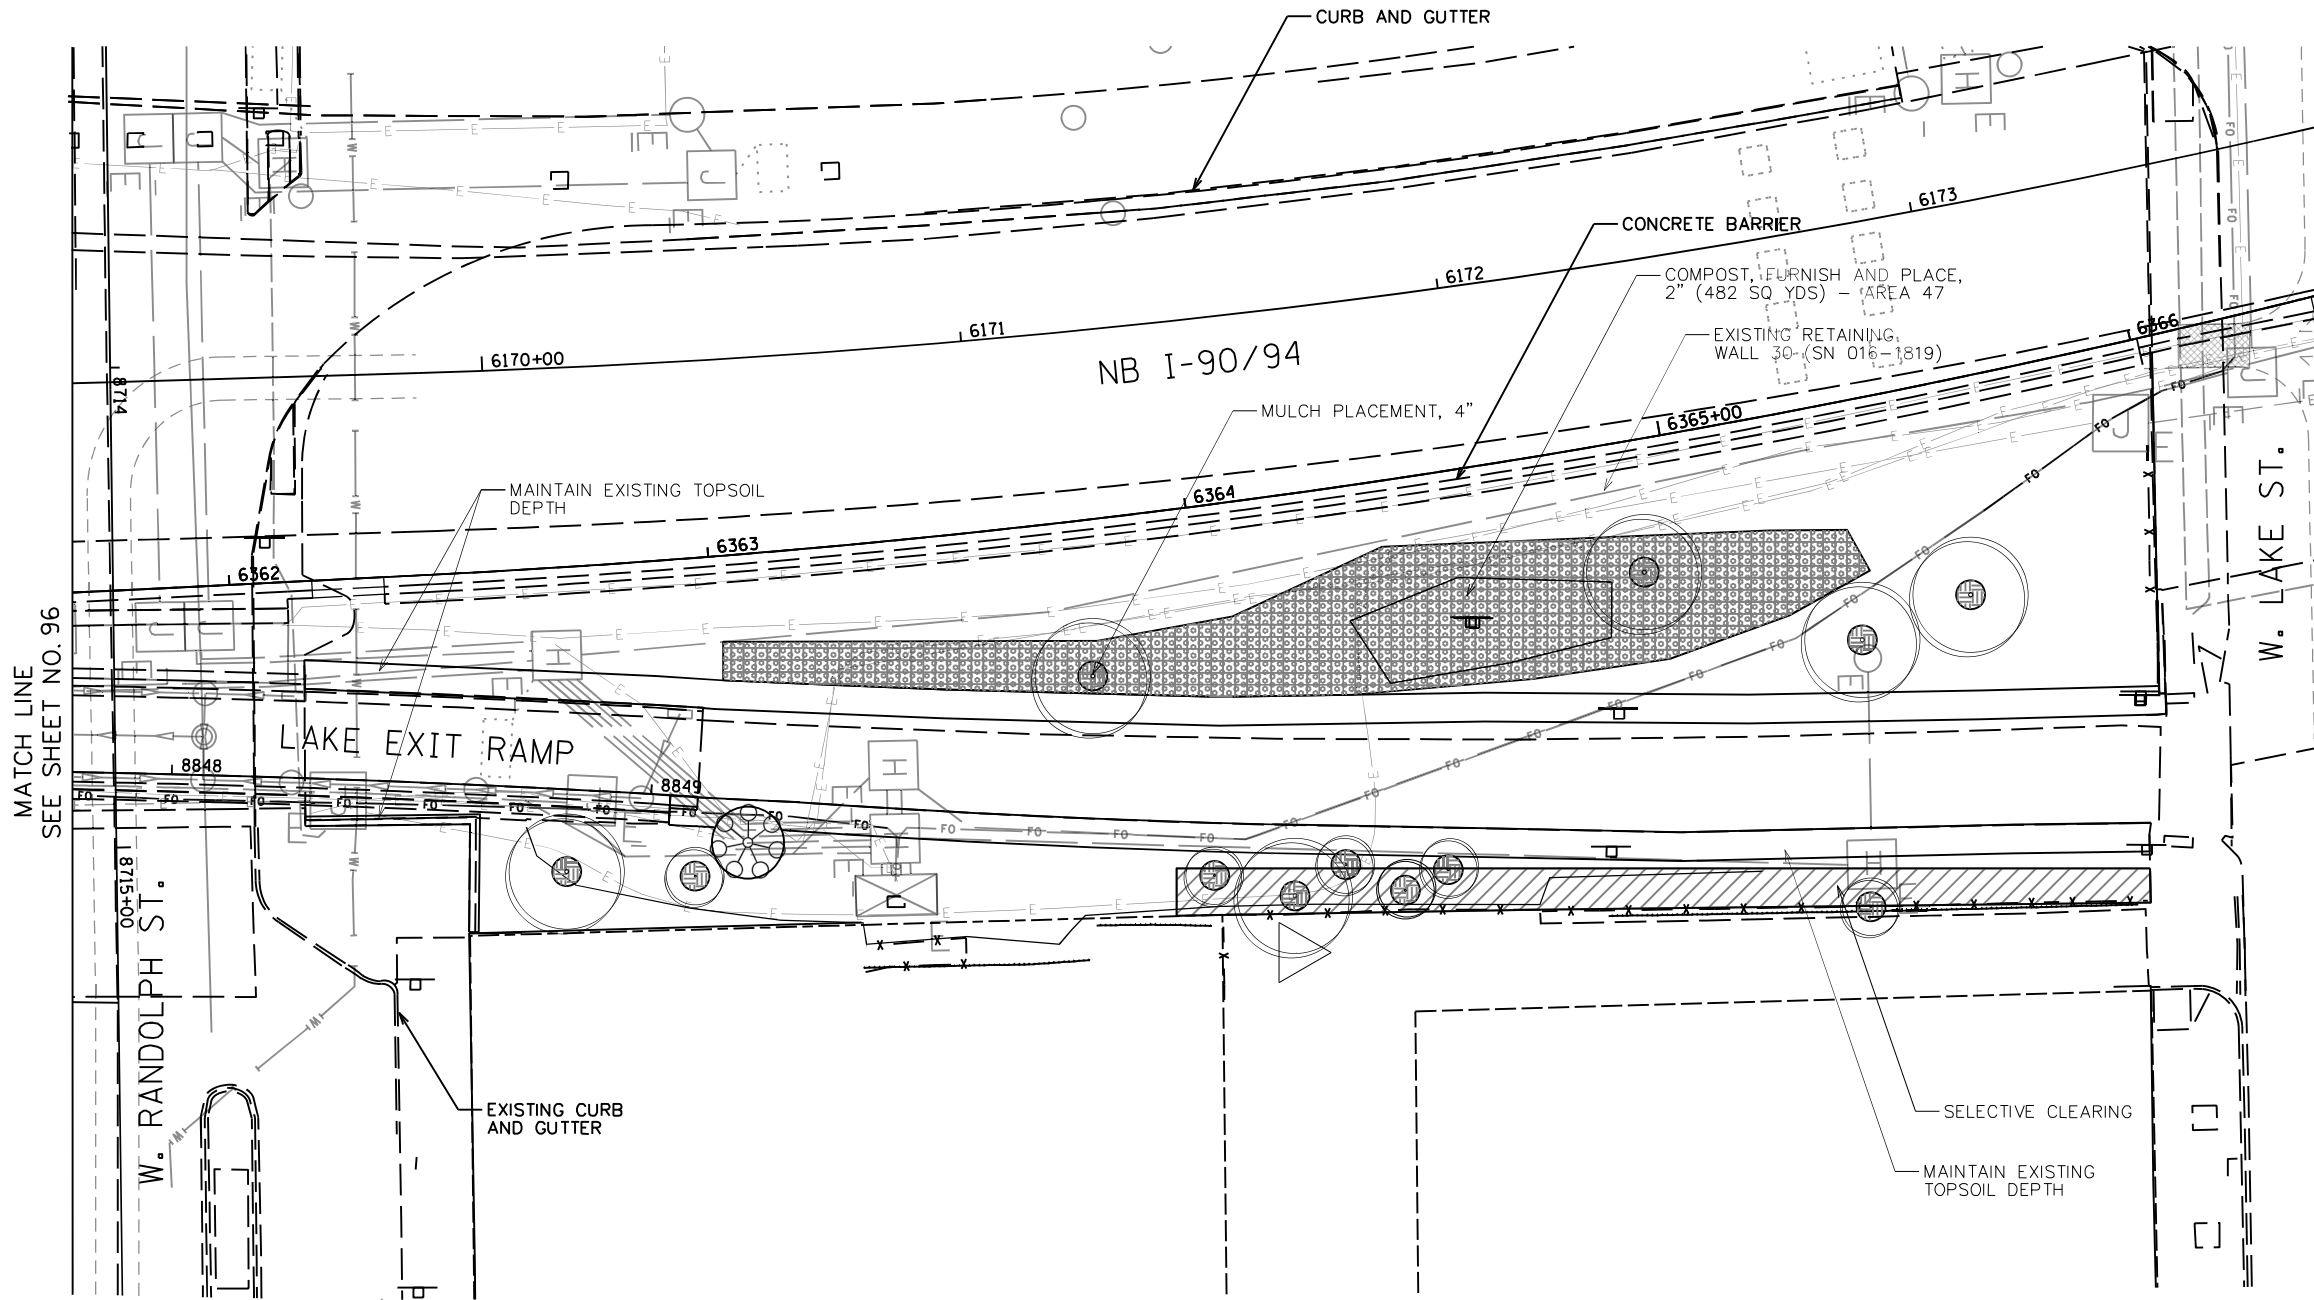 CURB AND GUTTER
6173
CONCRETE BARRIER
6172
COMPOST, FURNISH AND PLACE,
2" (482 SQ YDS) - AREA 47
6171
EXISTING RETAINING
WALL 30 (SN 016-1819)
6366
6170+00
NB I-90/94
8714
MULCH PLACEMENT, 4"
6365+00
MAINTAIN EXISTING TOPSOIL
DEPTH
6364
6363
6362
W. LAKE ST.
MATCH LINE
SEE SHEET NO. 96
LAKE EXIT RAMP
8848
8849
8715+00
W. RANDOLPH ST.
EXISTING CURB
AND GUTTER
SELECTIVE CLEARING
MAINTAIN EXISTING
TOPSOIL DEPTH